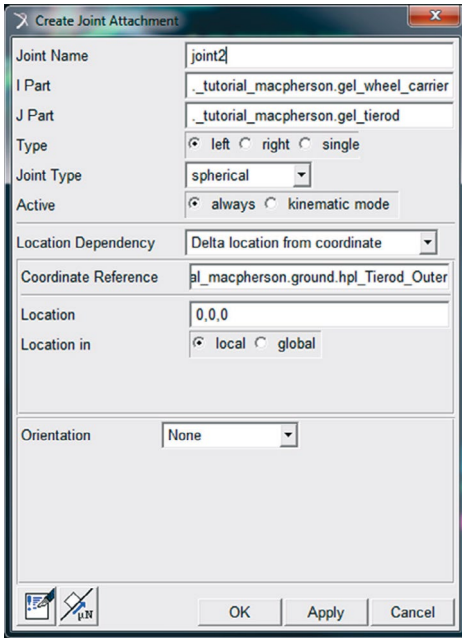 Create Joint Attachment
Joint Name joint2
I Part ._tutorial_macpherson.gel_wheel_carrier
J Part ._tutorial_macpherson.gel_tierod
Type left right single
Joint Type spherical
Active always kinematic mode
Location Dependency Delta location from coordinate
Coordinate Reference al_macpherson.ground.hpl_Tierod_Outer
Location 0,0,0
Location in local global
Orientation None
μN OK Apply Cancel